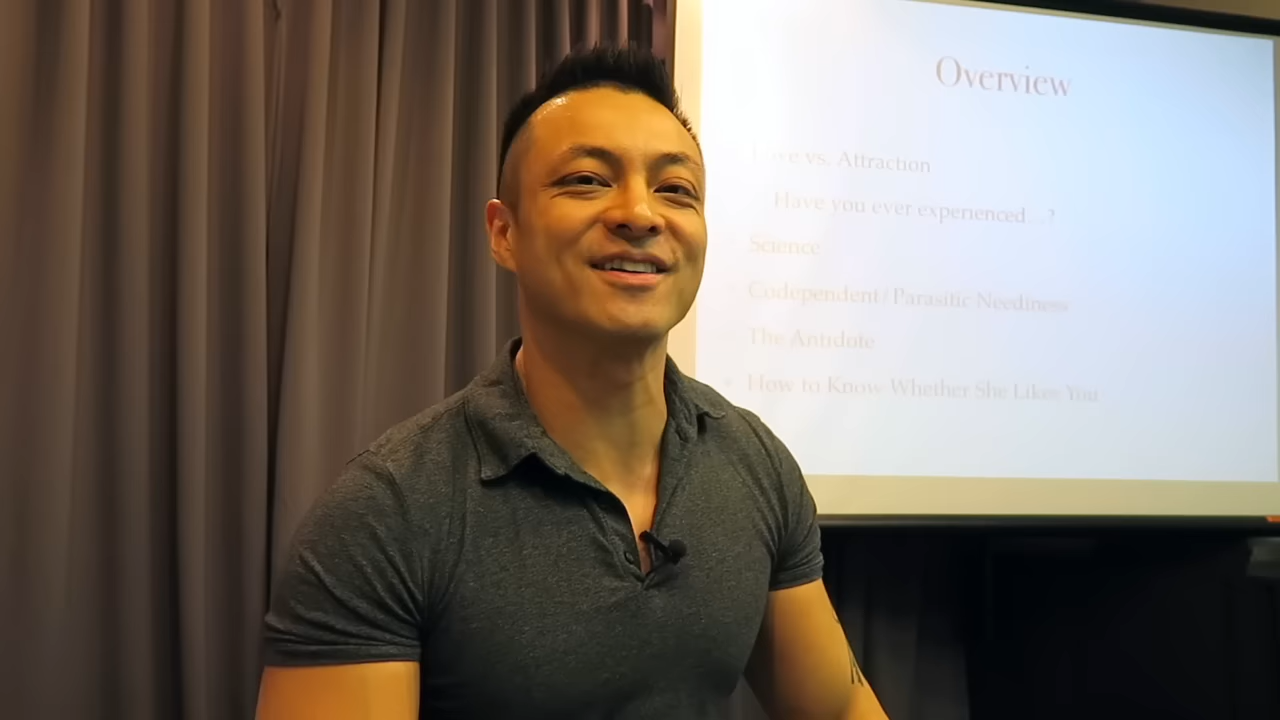 Overview
vs. Attraction
Have you ever experienced ...?
Science
Codependent / Parasitic Neediness
The Antidote
How to Know Whether She Likes You